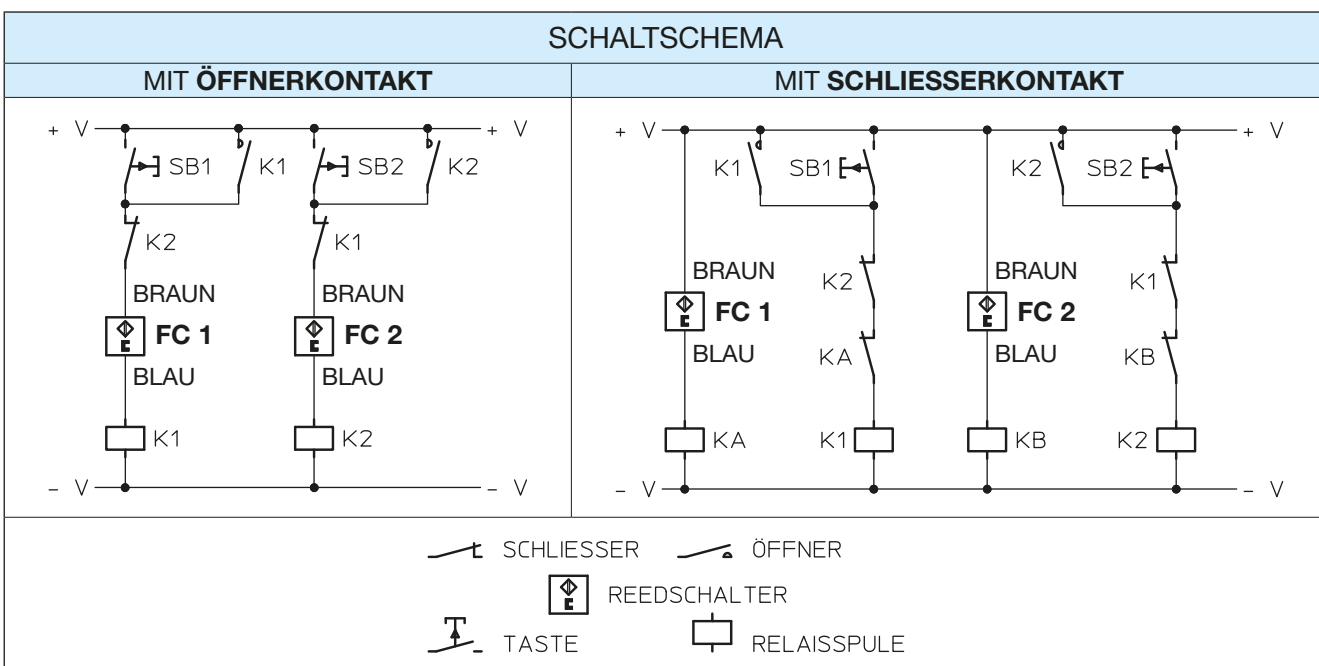 SCHALTSCHEMA
MIT ÖFFNERKONTAKT
MIT SCHLIESSERKONTAKT
+ V + V
SB1 K1 SB2 K2
K2 K1
BRAUN BRAUN
FC 1 FC 2
BLAU BLAU
K1 K2
- V - V
+ V + V
K1 SB1 K2 SB2
BRAUN K2 BRAUN K1
FC 1 FC 2
BLAU KA BLAU KB
KA K1 KB K2
- V - V
SCHLIESSER ÖFFNER
REEDSCHALTER
TASTE RELAISSPULE